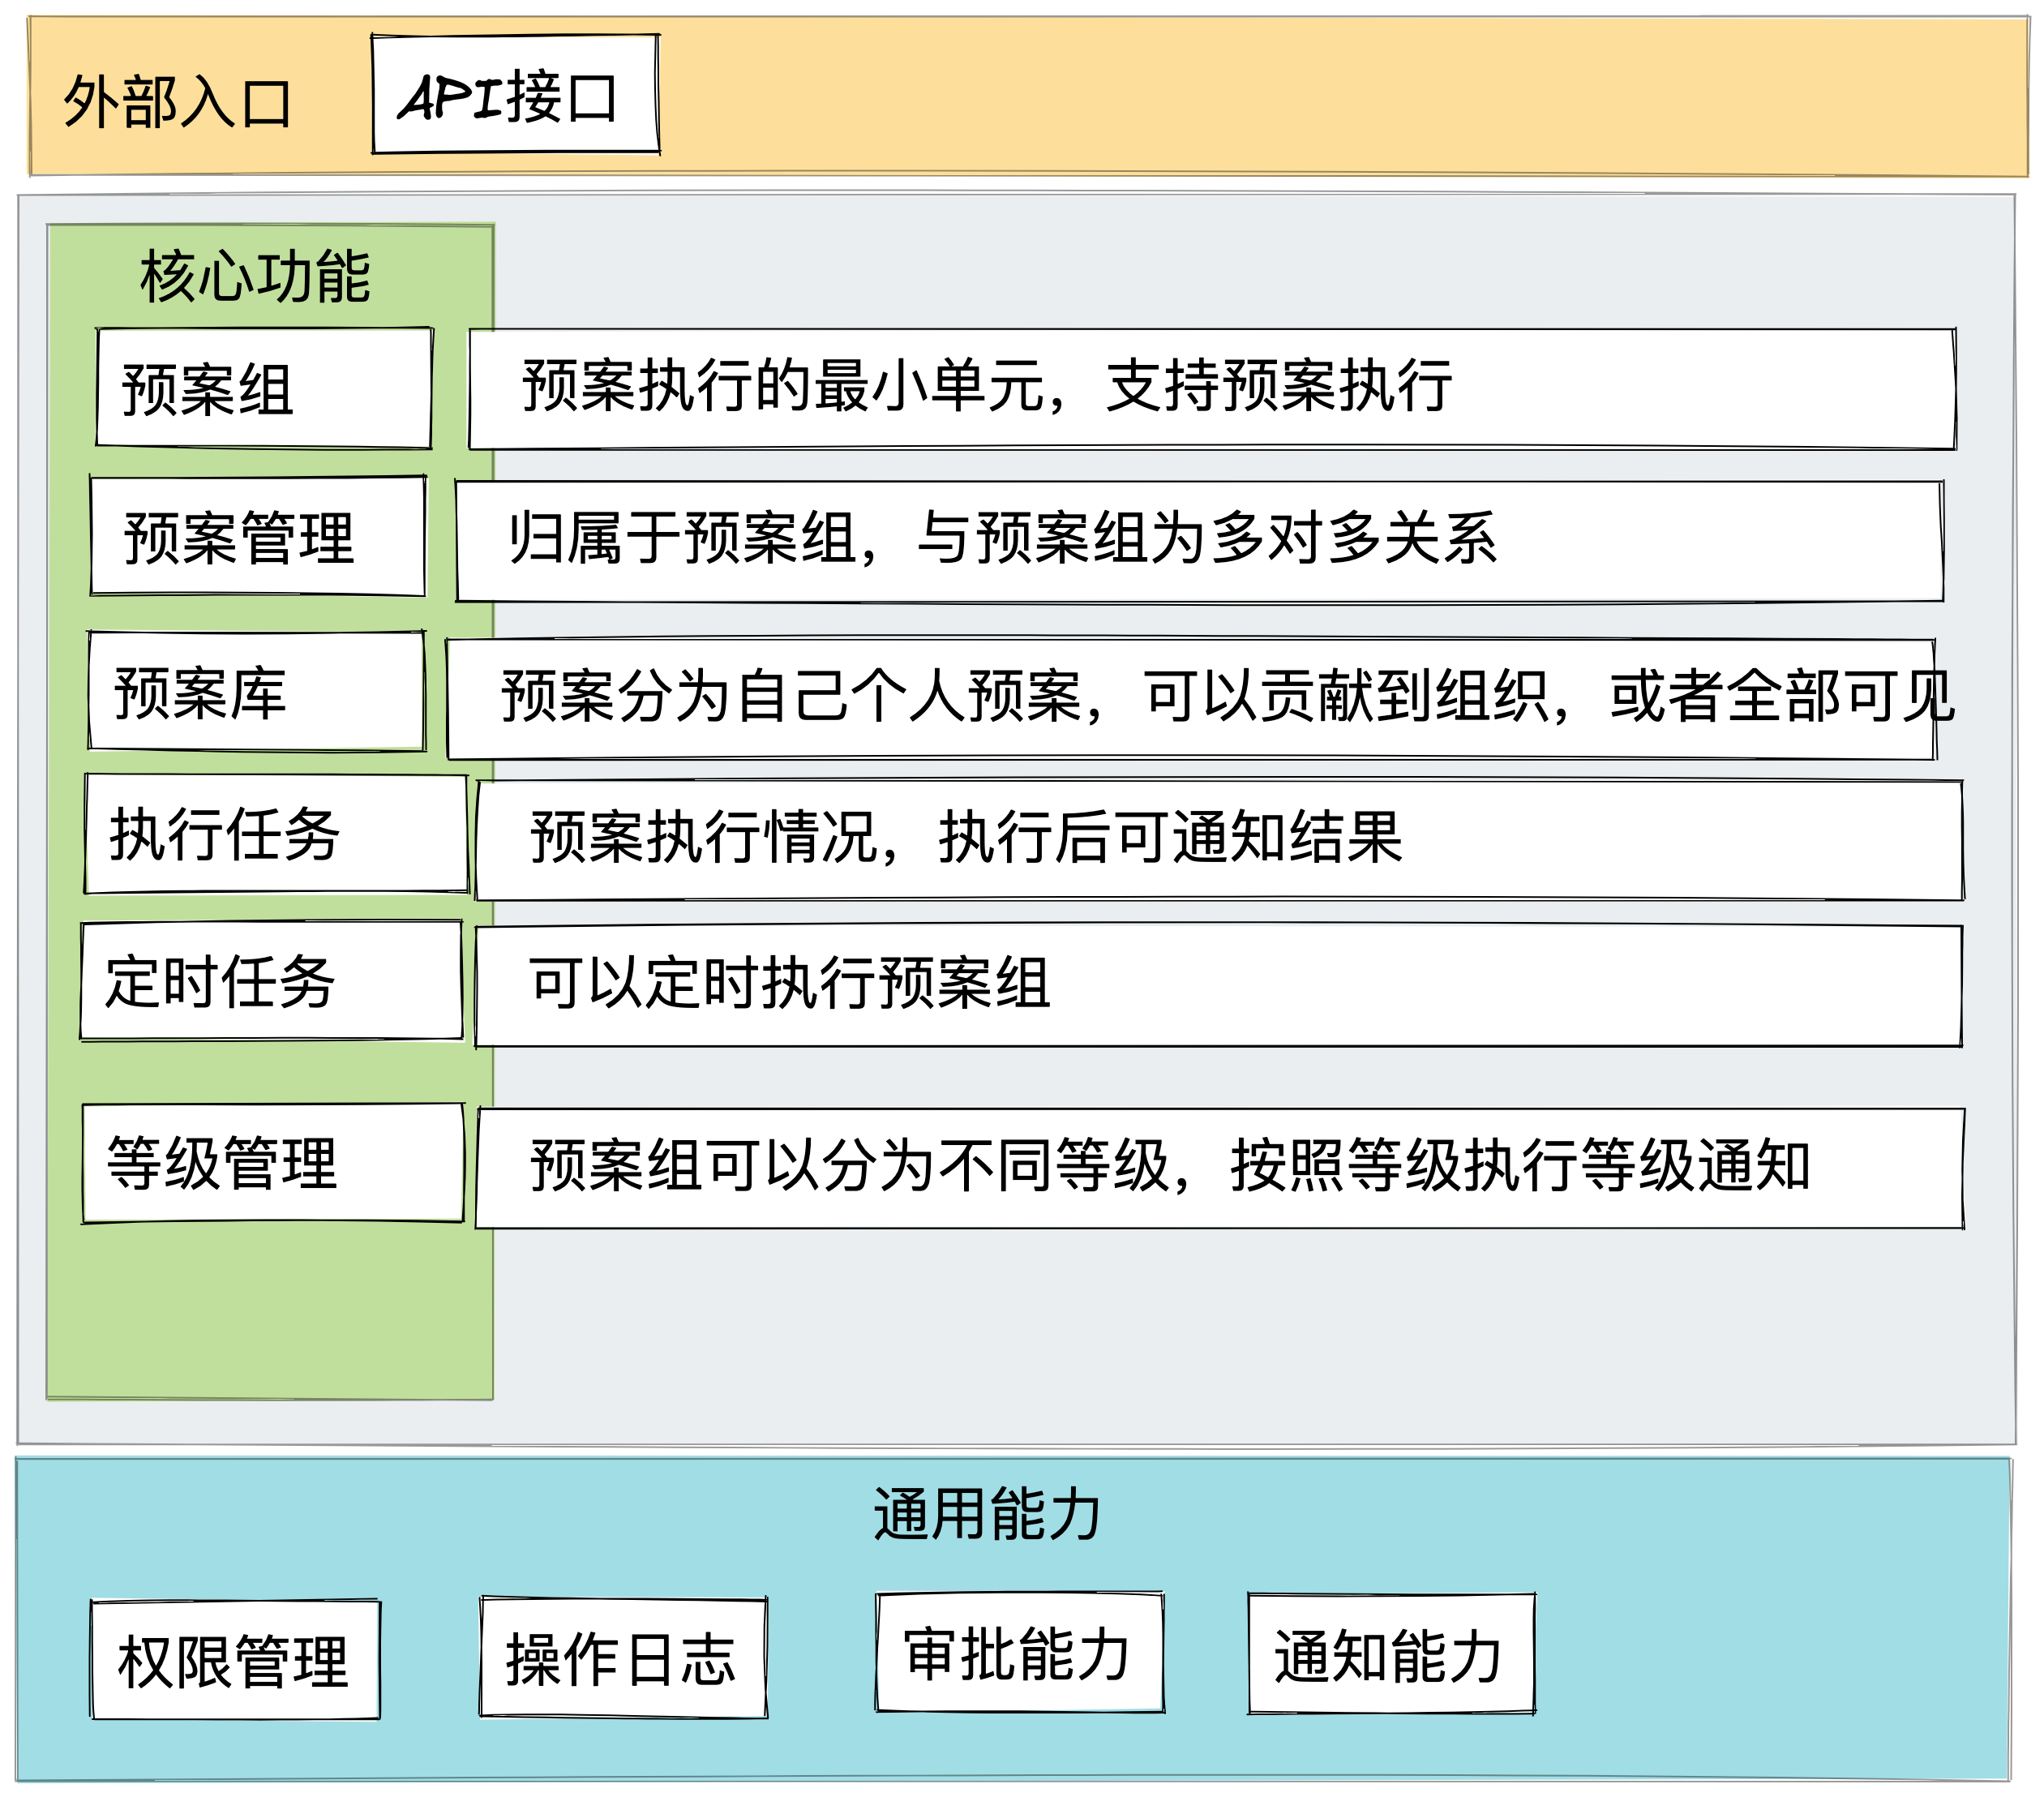 外部入口
API接口
核心功能
预案组
预案执行的最小单元，支持预案执行
预案管理
归属于预案组，与预案组为多对多关系
预案库
预案分为自己个人预案，可以贡献到组织，或者全部可见
执行任务
预案执行情况，执行后可通知结果
定时任务
可以定时执行预案组
等级管理
预案组可以分为不同等级，按照等级执行等级通知
通用能力
权限管理
操作日志
审批能力
通知能力